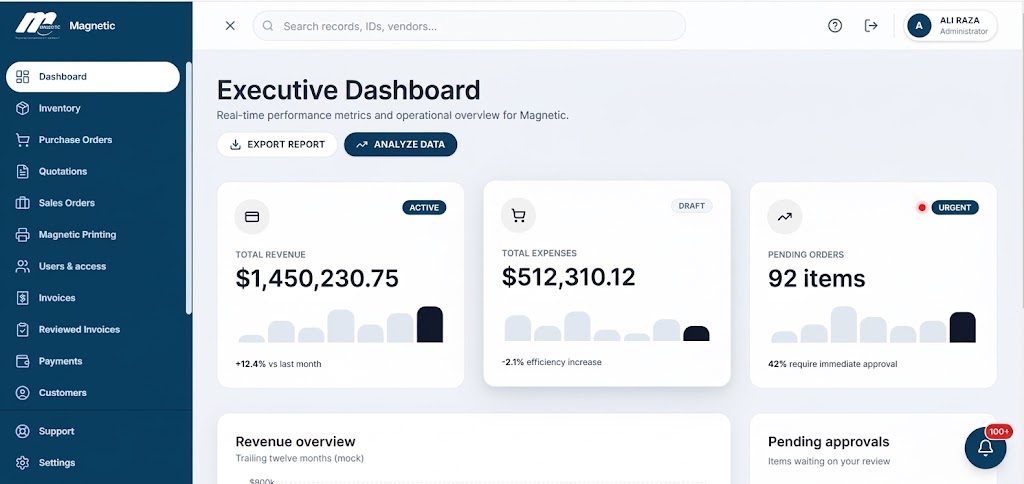 Magnetic
Search records, IDs, vendors...
A
ALI RAZA
Administrator
Dashboard
Inventory
Purchase Orders
Quotations
Sales Orders
Magnetic Printing
Users & access
Invoices
Reviewed Invoices
Payments
Customers
Support
Settings
Executive Dashboard
Real-time performance metrics and operational overview for Magnetic.
EXPORT REPORT
ANALYZE DATA
ACTIVE
TOTAL REVENUE
$1,450,230.75
+12.4% vs last month
DRAFT
TOTAL EXPENSES
$512,310.12
-2.1% efficiency increase
URGENT
PENDING ORDERS
92 items
42% require immediate approval
Revenue overview
Trailing twelve months (mock)
$800k
Pending approvals
Items waiting on your review
100+